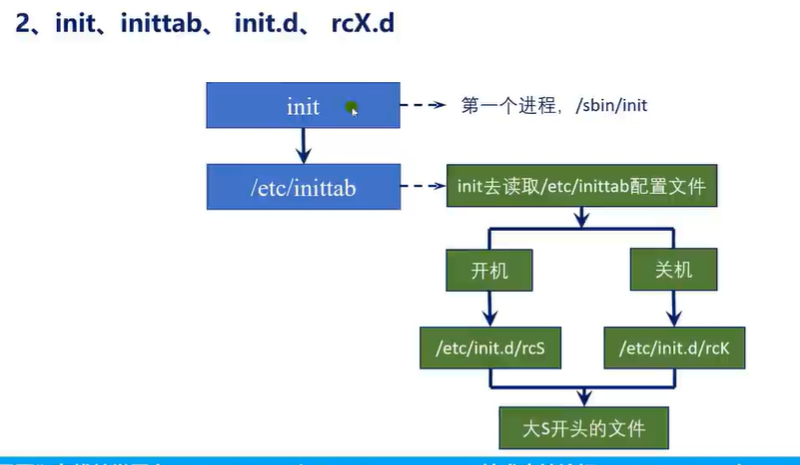 2、init、inittab、 init.d、 rcX.d
init
第一个进程，/sbin/init
/etc/inittab
init去读取/etc/inittab配置文件
开机
关机
/etc/init.d/rcS
/etc/init.d/rcK
大S开头的文件